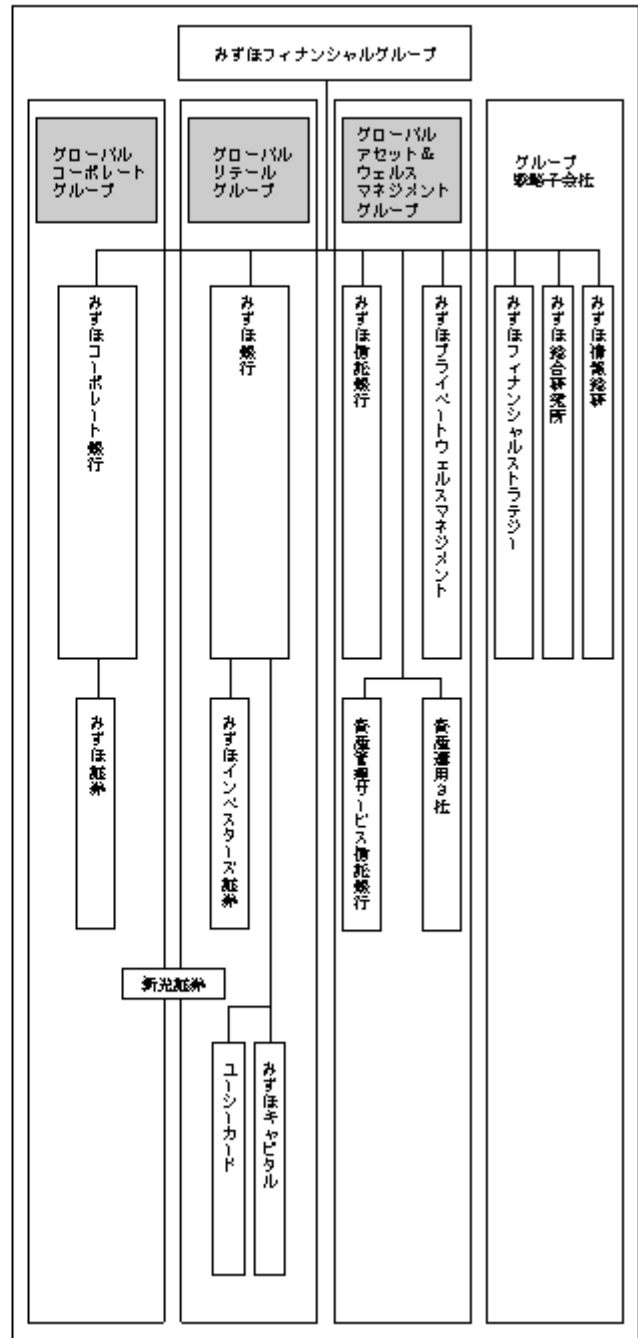 みずほフィナンシャルグループ
グローバル
コーポレート
グループ
グローバル
リテール
グループ
グローバル
アセット＆
ウェルス
マネジメント
グループ
グループ
戦略子会社
みずほコーポレート銀行
みずほ銀行
みずほ信託銀行
みずほプライベートウェルスマネジメント
みずほフィナンシャルストラテジー
みずほ総合研究所
みずほ情報総研
みずほ証券
みずほインベスターズ証券
資産管理サービス信託銀行
資産運用3社
新光証券
ユーシーカード
みずほキャピタル